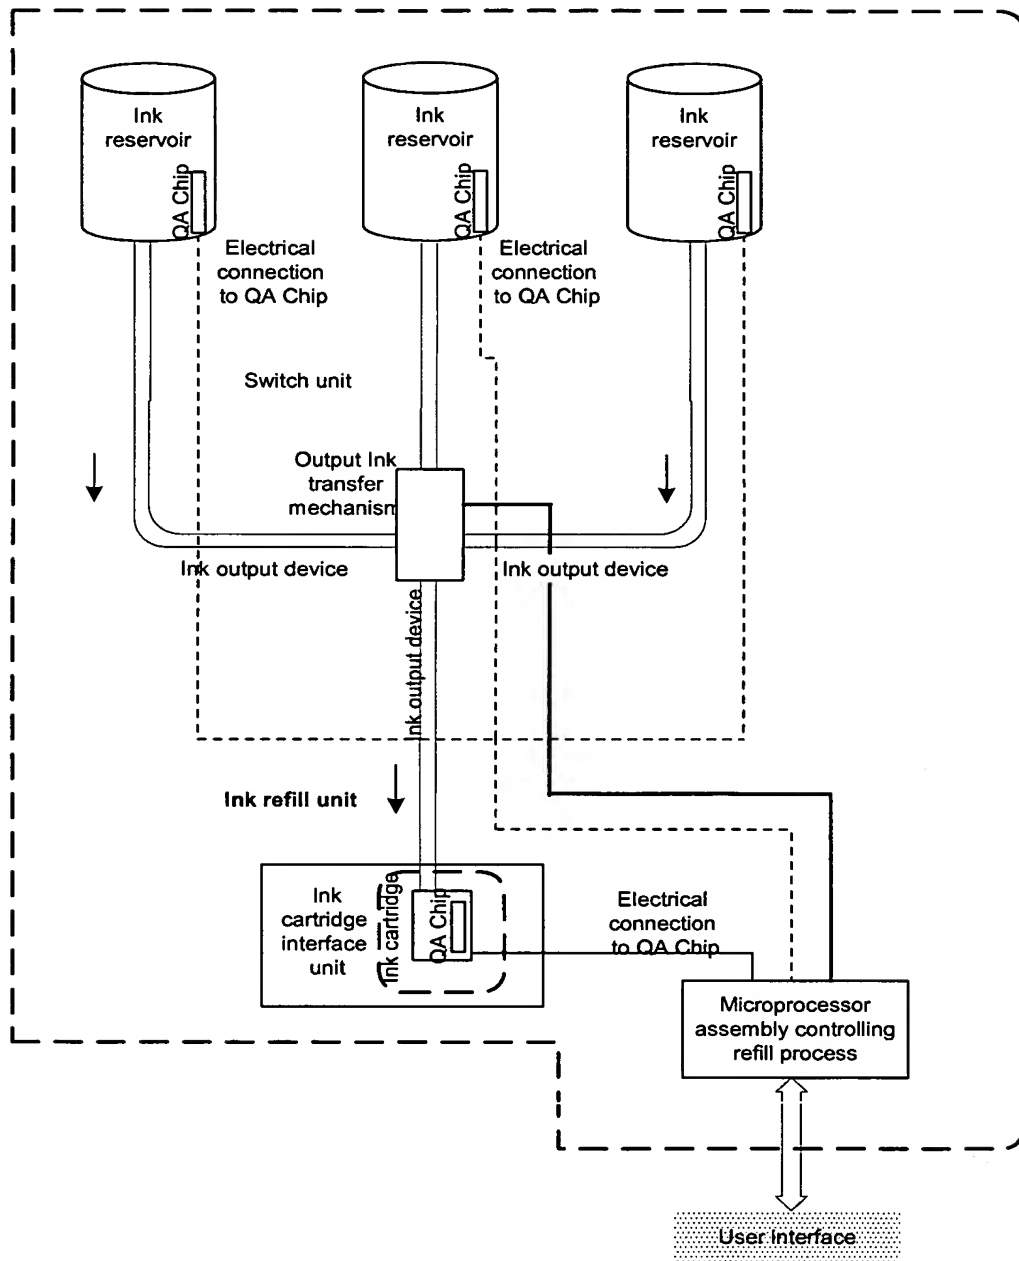 Ink
reservoir
QA Chip
Ink
reservoir
QA Chip
Ink
reservoir
QA Chip
Electrical
connection
to QA Chip
Electrical
connection
to QA Chip
Switch unit
Output Ink
transfer
mechanism
Ink output device
Ink output device
Ink output device
Ink refill unit
Ink
cartridge
interface
unit
Ink cartridge
QA Chip
Electrical
connection
to QA Chip
Microprocessor
assembly controlling
refill process
User Interface